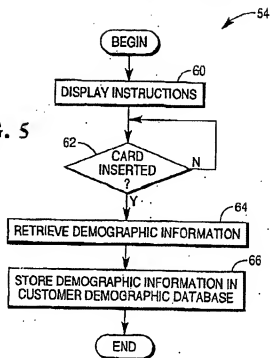 54
BEGIN
60
DISPLAY INSTRUCTIONS
G. 5
62
CARD
INSERTED
?
N
Y
64
RETRIEVE DEMOGRAPHIC INFORMATION
66
STORE DEMOGRAPHIC INFORMATION IN
CUSTOMER DEMOGRAPHIC DATABASE
END